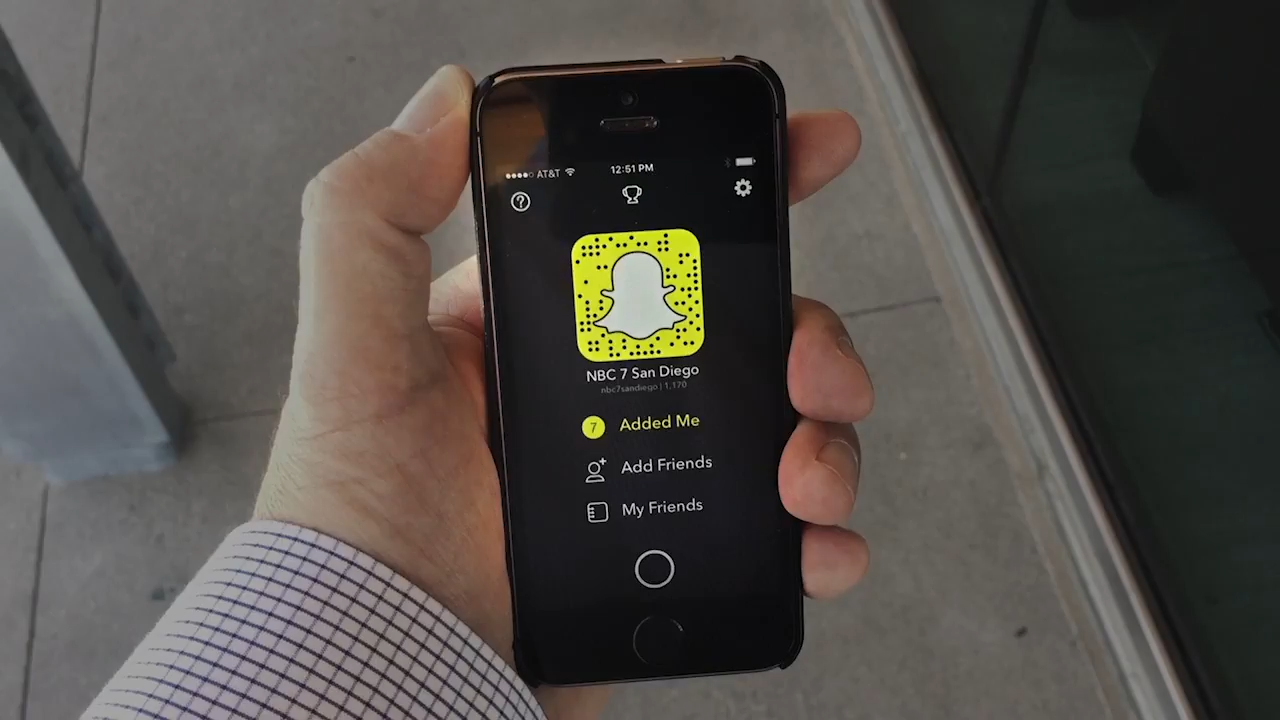 AT&T 12:51 PM
?
NBC 7 San Diego
nbc7sandiego | 1,170
7 Added Me
Add Friends
My Friends